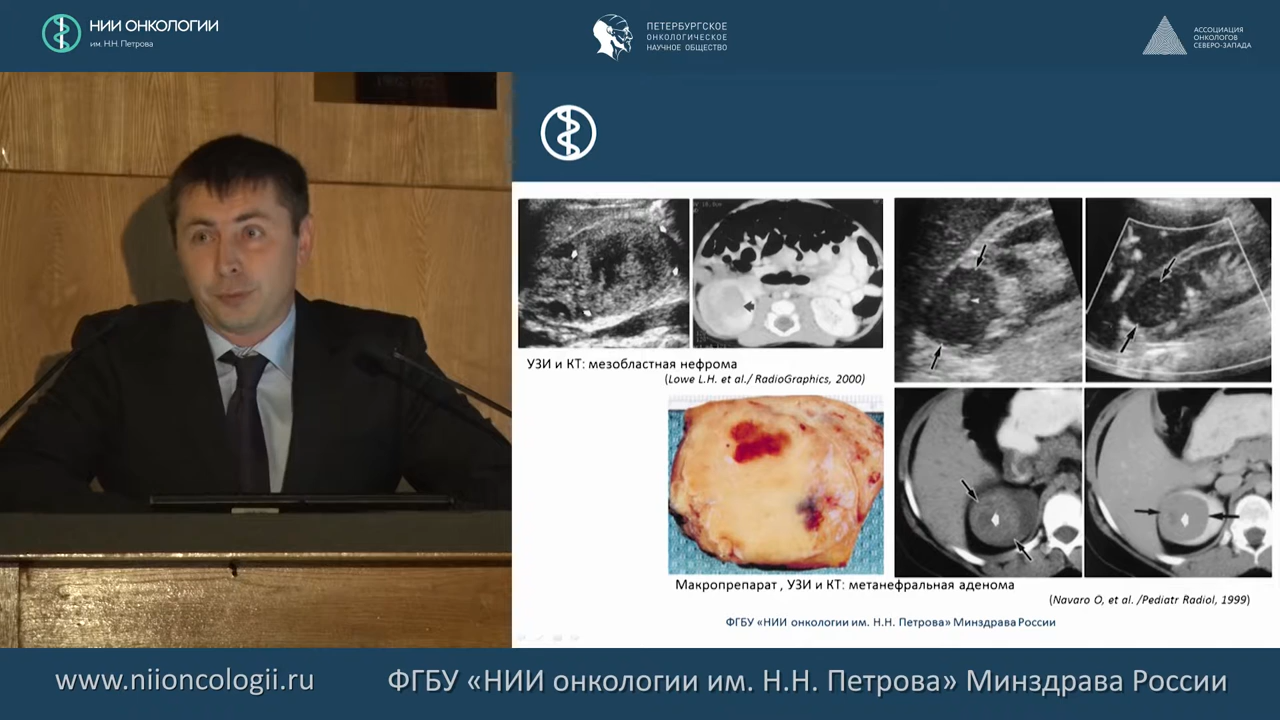 НИИ ОНКОЛОГИИ
им. Н.Н. Петрова
ПЕТЕРБУРГСКОЕ
ОНКОЛОГИЧЕСКОЕ
НАУЧНОЕ ОБЩЕСТВО
АССОЦИАЦИЯ
ОНКОЛОГОВ
СЕВЕРО-ЗАПАДА
УЗИ и КТ: мезобластная нефрома
(Lowe L.H. et al./ RadioGraphics, 2000)
Макропрепарат , УЗИ и КТ: метанефральная аденома
(Navaro O, et al. /Pediatr Radiol, 1999)
ФГБУ «НИИ онкологии им. Н.Н. Петрова» Минздрава России
www.niioncologii.ru
ФГБУ «НИИ онкологии им. Н.Н. Петрова» Минздрава России